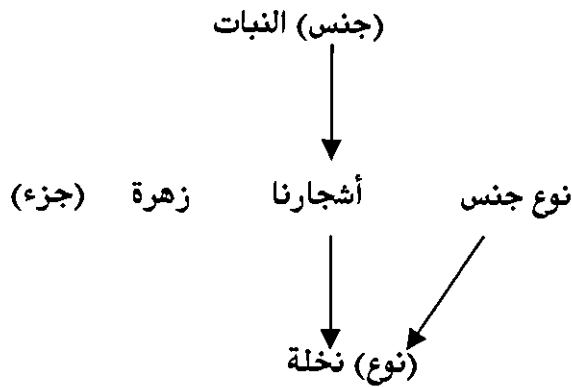 (جنس) النبات
نوع جنس أشجارنا زهرة (جزء)
(نوع) نخلة